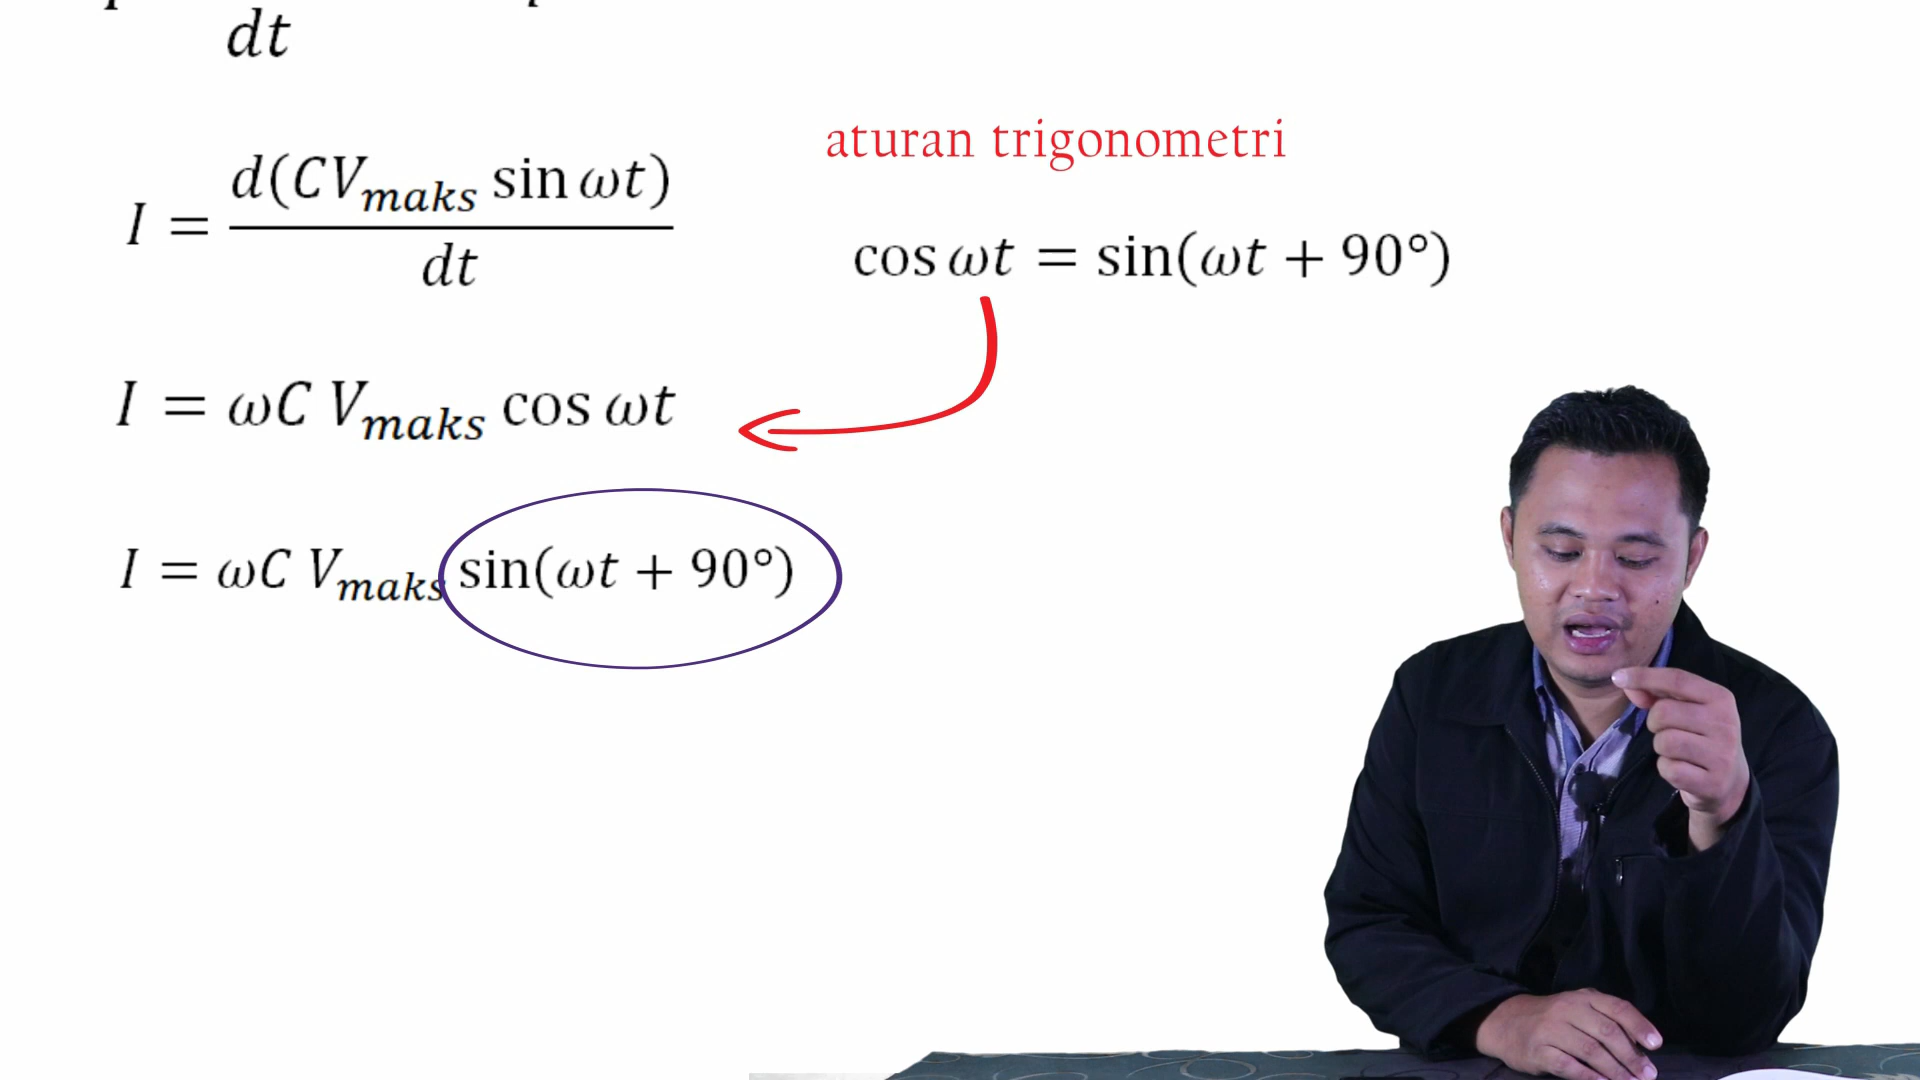 dt
aturan trigonometri
I = d(CV_maks sin ωt) / dt
cos ωt = sin(ωt + 90°)
I = ωC V_maks cos ωt
I = ωC V_maks sin(ωt + 90°)